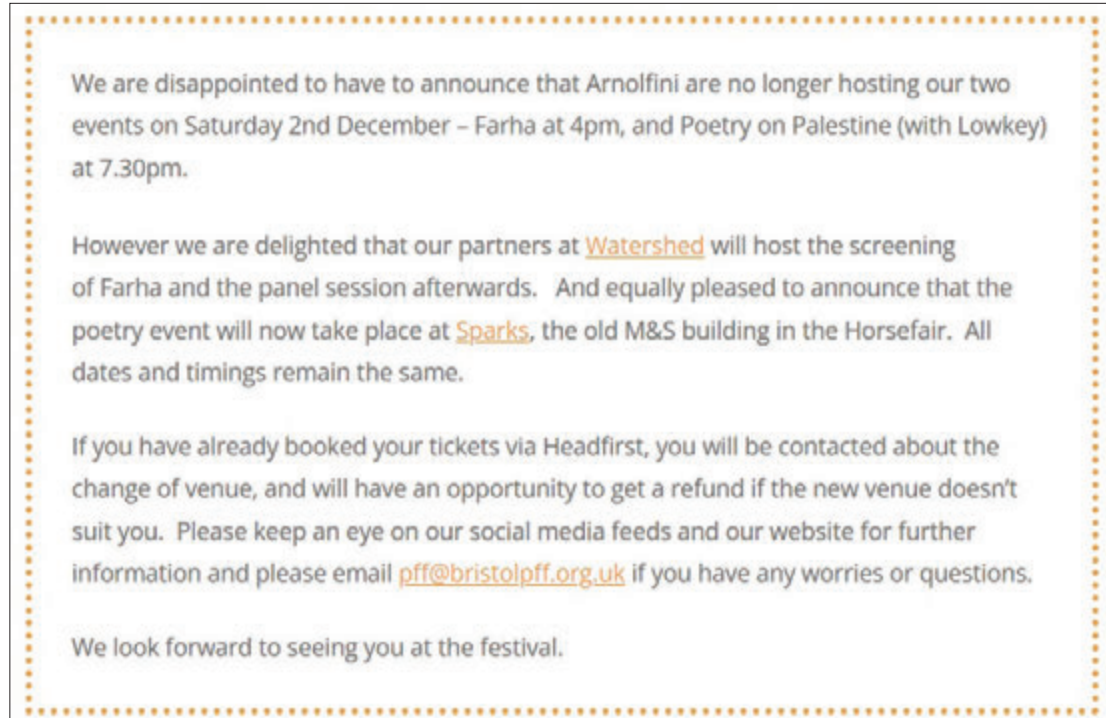 We are disappointed to have to announce that Arnolfini are no longer hosting our two
events on Saturday 2nd December – Farha at 4pm, and Poetry on Palestine (with Lowkey)
at 7.30pm.
However we are delighted that our partners at Watershed will host the screening
of Farha and the panel session afterwards.   And equally pleased to announce that the
poetry event will now take place at Sparks, the old M&S building in the Horsefair.  All
dates and timings remain the same.
If you have already booked your tickets via Headfirst, you will be contacted about the
change of venue, and will have an opportunity to get a refund if the new venue doesn't
suit you.  Please keep an eye on our social media feeds and our website for further
information and please email pff@bristolpff.org.uk if you have any worries or questions.
We look forward to seeing you at the festival.